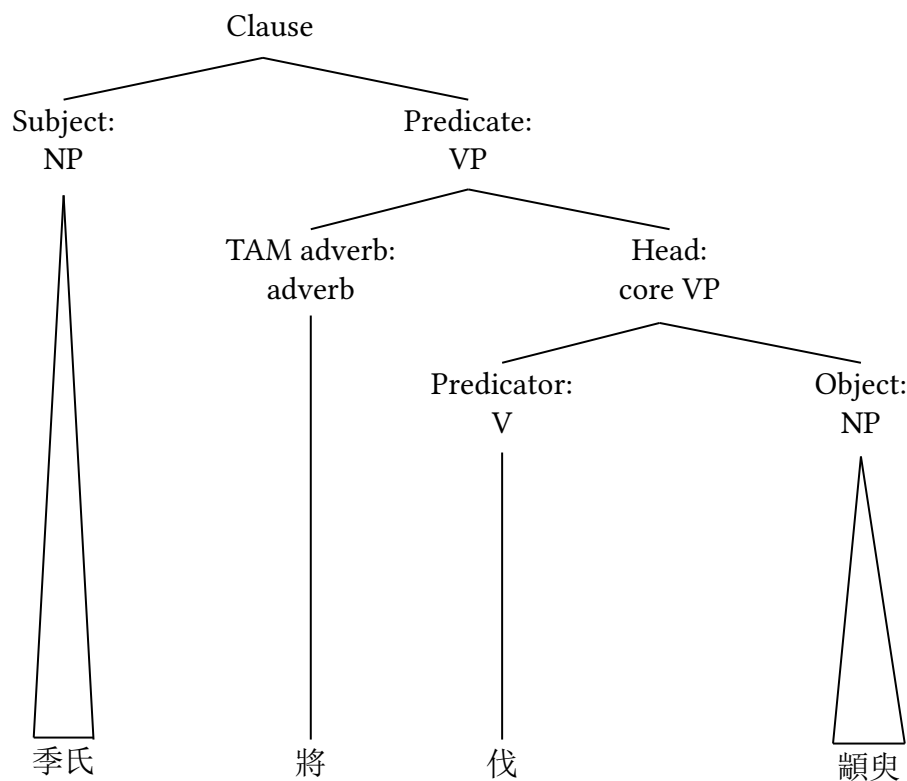 Clause
Subject:
NP
Predicate:
VP
TAM adverb:
adverb
Head:
core VP
Predicator:
V
Object:
NP
季氏 將 伐 顓臾